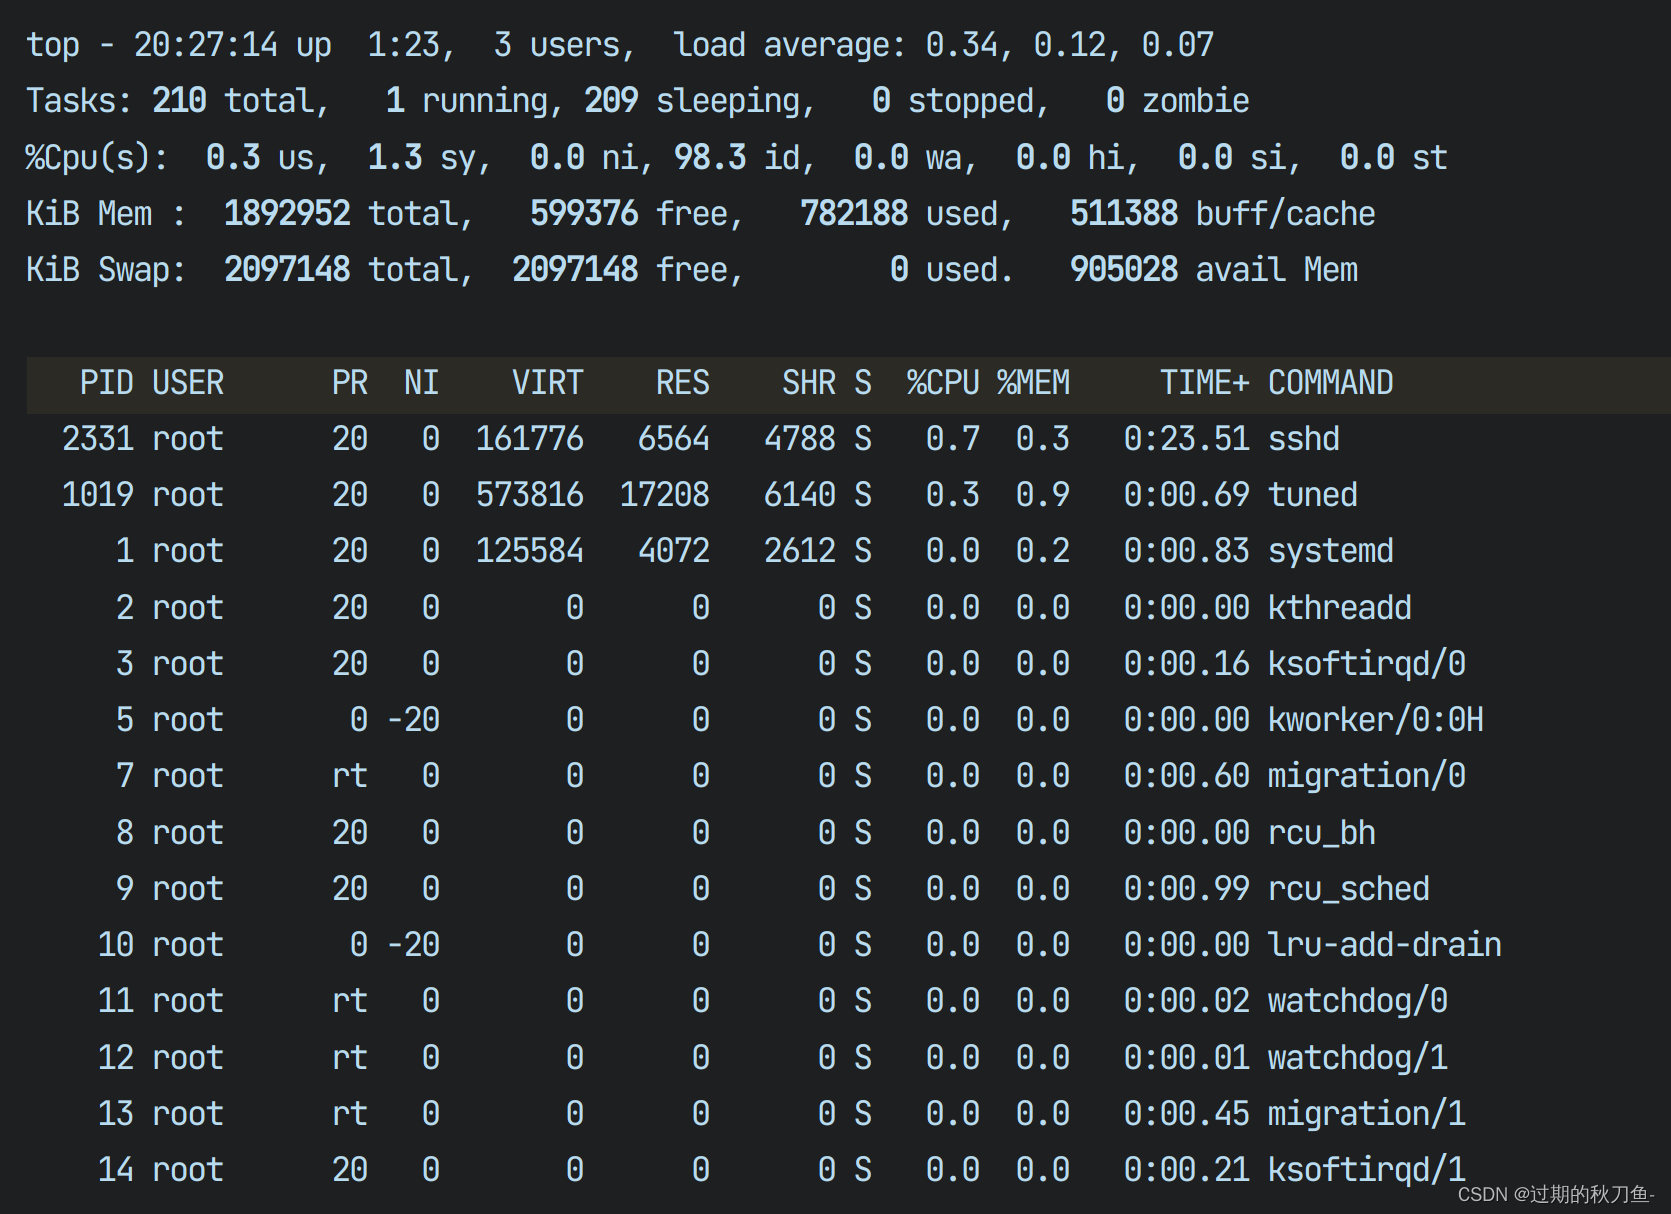 top - 20:27:14 up  1:23,  3 users,  load average: 0.34, 0.12, 0.07
Tasks: 210 total,   1 running, 209 sleeping,   0 stopped,   0 zombie
%Cpu(s):  0.3 us,  1.3 sy,  0.0 ni, 98.3 id,  0.0 wa,  0.0 hi,  0.0 si,  0.0 st
KiB Mem :  1892952 total,   599376 free,   782188 used,   511388 buff/cache
KiB Swap:  2097148 total,  2097148 free,        0 used.   905028 avail Mem
PID USER      PR  NI    VIRT    RES    SHR S  %CPU %MEM     TIME+ COMMAND
2331 root      20   0  161776   6564   4788 S   0.7  0.3   0:23.51 sshd
1019 root      20   0  573816  17208   6140 S   0.3  0.9   0:00.69 tuned
1 root      20   0  125584   4072   2612 S   0.0  0.2   0:00.83 systemd
2 root      20   0       0      0      0 S   0.0  0.0   0:00.00 kthreadd
3 root      20   0       0      0      0 S   0.0  0.0   0:00.16 ksoftirqd/0
5 root       0 -20       0      0      0 S   0.0  0.0   0:00.00 kworker/0:0H
7 root      rt   0       0      0      0 S   0.0  0.0   0:00.60 migration/0
8 root      20   0       0      0      0 S   0.0  0.0   0:00.00 rcu_bh
9 root      20   0       0      0      0 S   0.0  0.0   0:00.99 rcu_sched
10 root       0 -20       0      0      0 S   0.0  0.0   0:00.00 lru-add-drain
11 root      rt   0       0      0      0 S   0.0  0.0   0:00.02 watchdog/0
12 root      rt   0       0      0      0 S   0.0  0.0   0:00.01 watchdog/1
13 root      rt   0       0      0      0 S   0.0  0.0   0:00.45 migration/1
14 root      20   0       0      0      0 S   0.0  0.0   0:00.21 ksoftirqd/1
CSDN @过期的秋刀鱼-